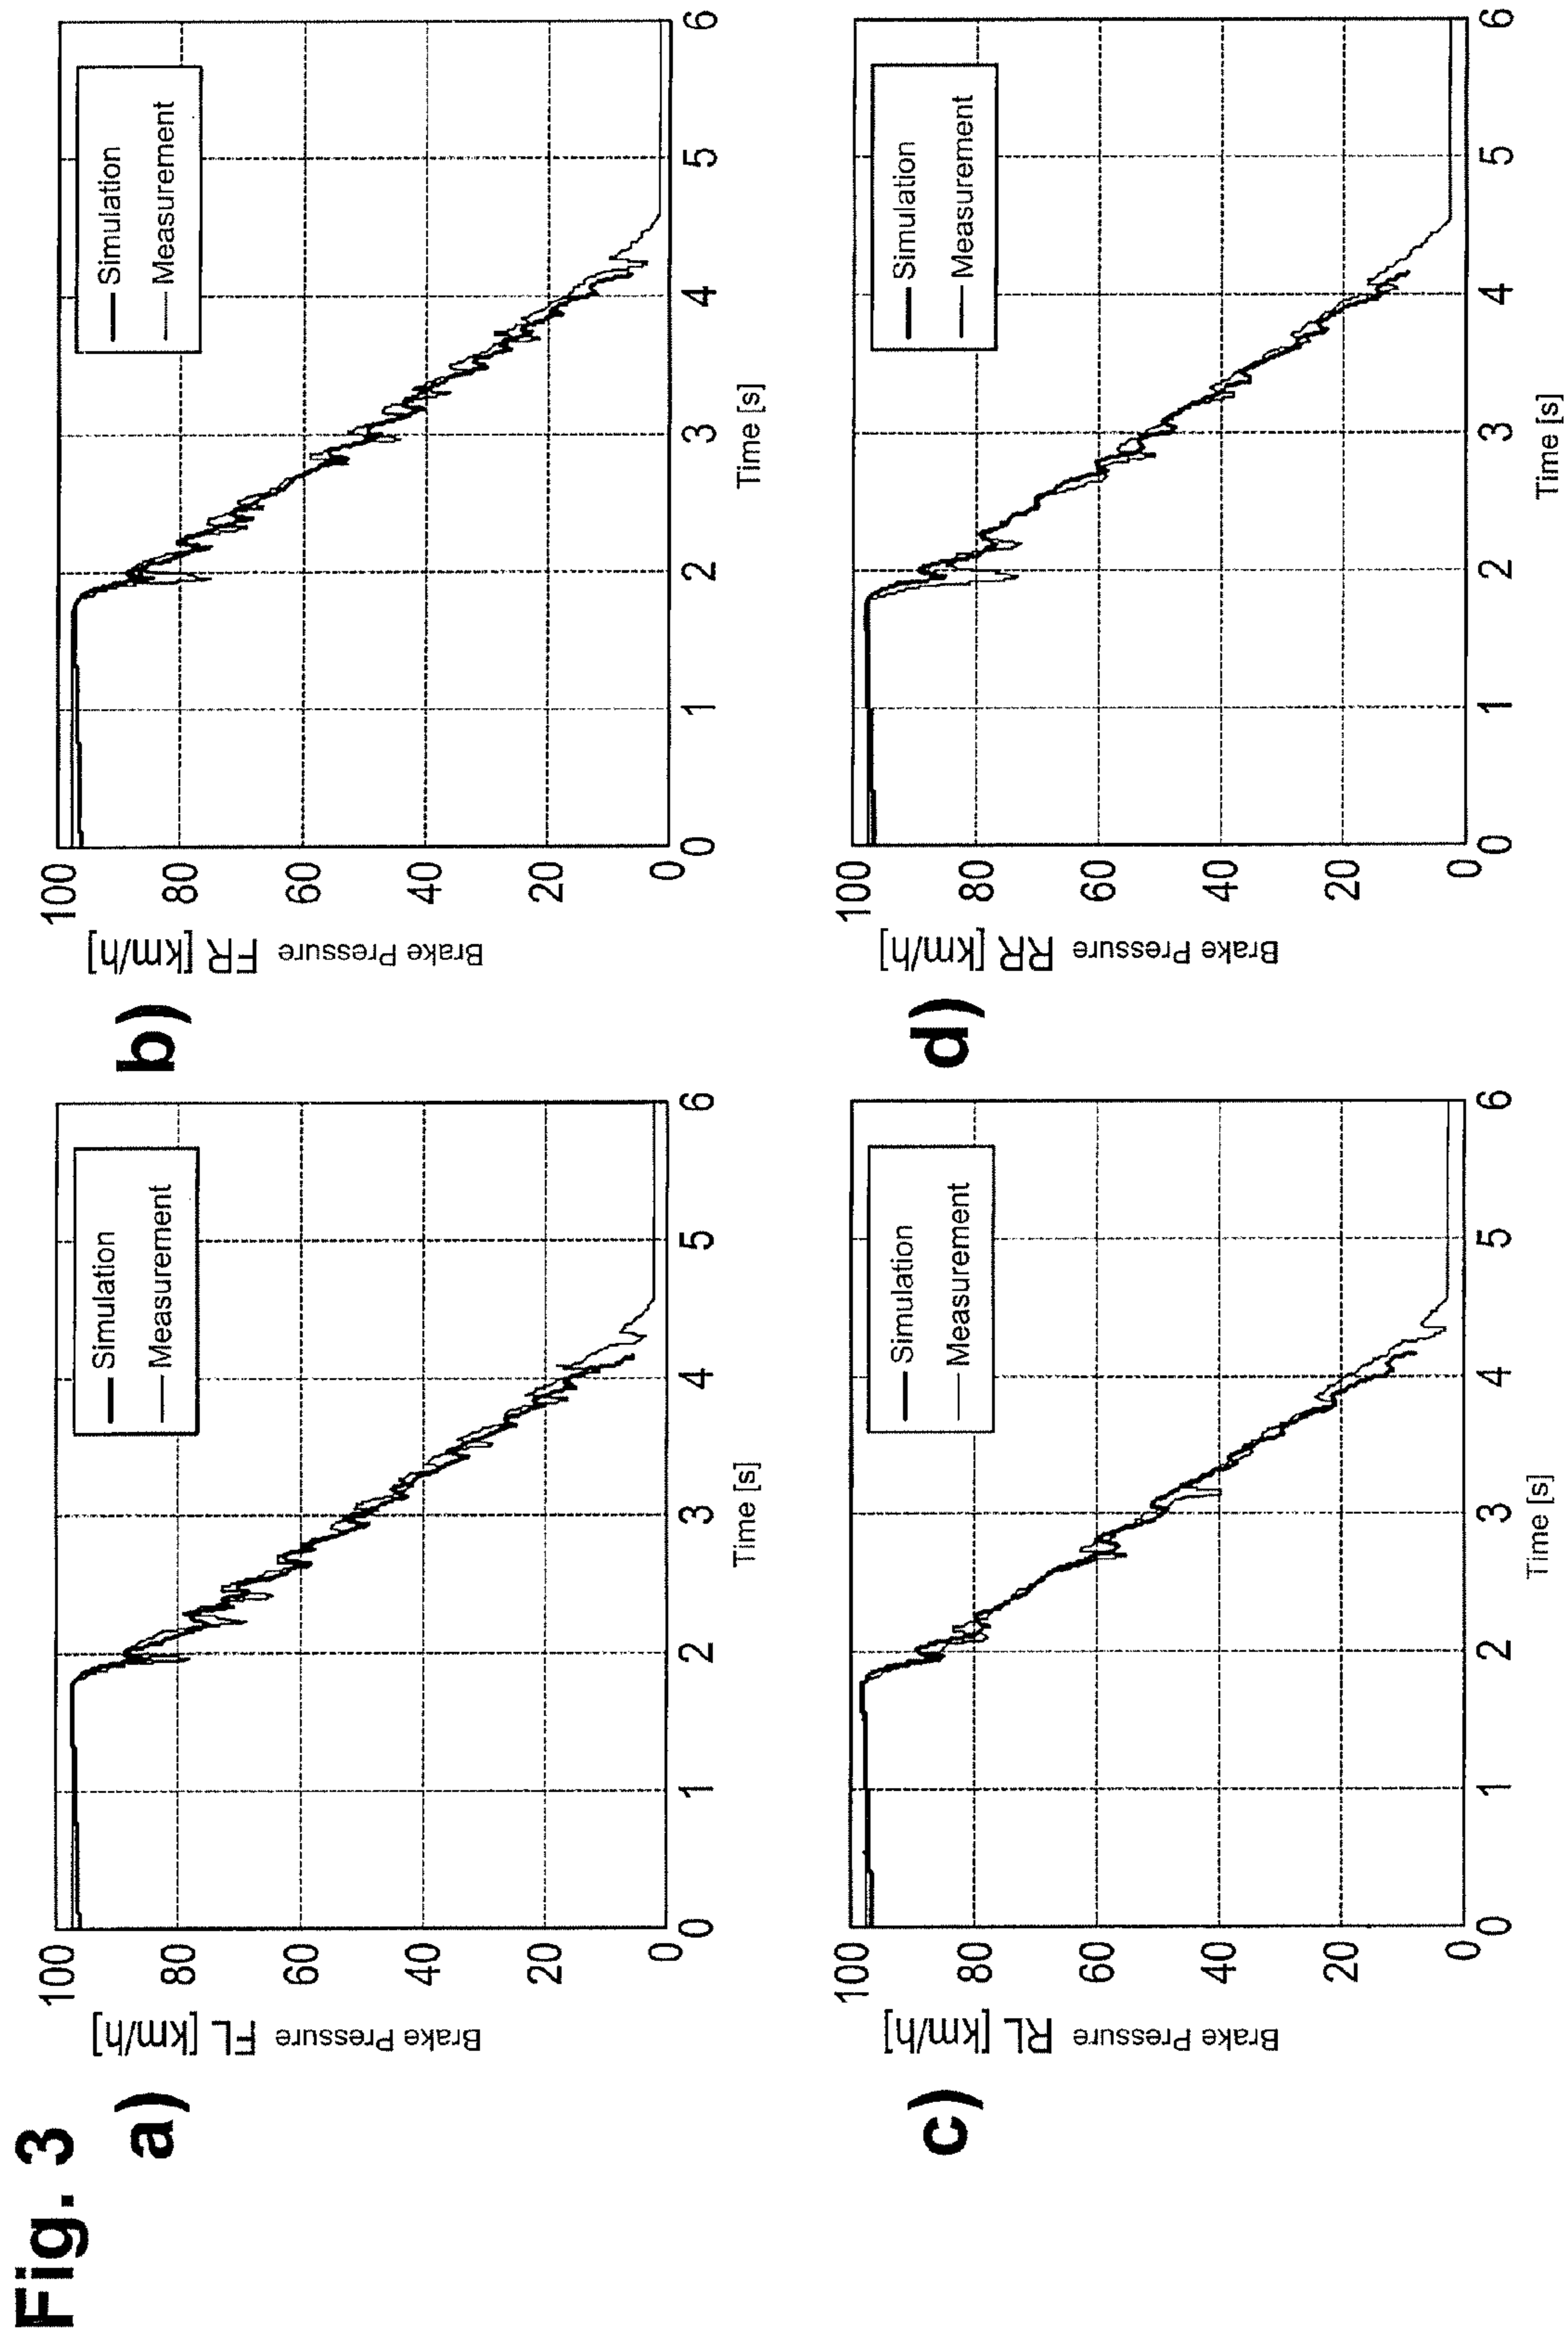 Fig. 3
a)
Brake Pressure
FL [km/h]
100
80
60
40
20
0
0 1 2 3 4 5 6
Time [s]
Simulation
Measurement
b)
Brake Pressure
FR [km/h]
100
80
60
40
20
0
0 1 2 3 4 5 6
Time [s]
Simulation
Measurement
c)
Brake Pressure
RL [km/h]
100
80
60
40
20
0
0 1 2 3 4 5 6
Time [s]
Simulation
Measurement
d)
Brake Pressure
RR [km/h]
100
80
60
40
20
0
0 1 2 3 4 5 6
Time [s]
Simulation
Measurement